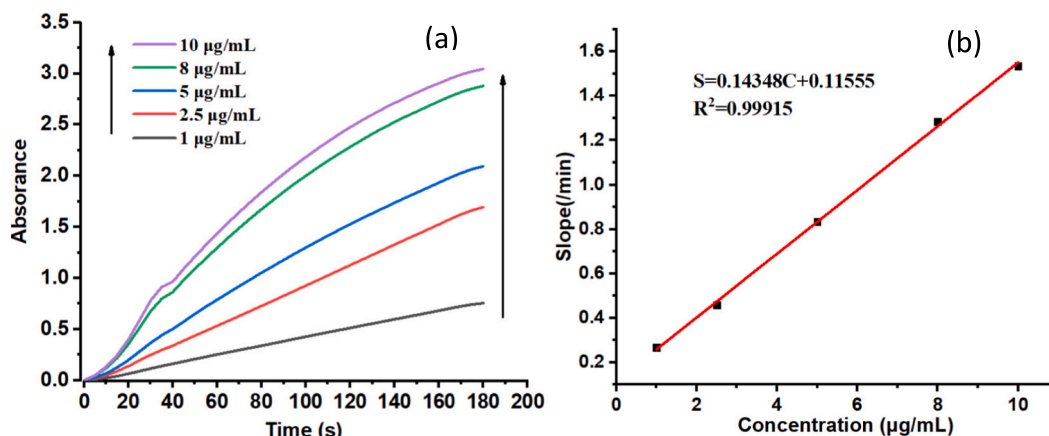 (a)
10 μg/mL
8 μg/mL
5 μg/mL
2.5 μg/mL
1 μg/mL
3.5
3.0
2.5
2.0
1.5
1.0
0.5
0.0
Absorance
0 20 40 60 80 100 120 140 160 180 200
Time (s)
(b)
S=0.14348C+0.11555
R²=0.99915
1.6
1.4
1.2
1.0
0.8
0.6
0.4
0.2
Slope(/min)
0 2 4 6 8 10
Concentration (μg/mL)